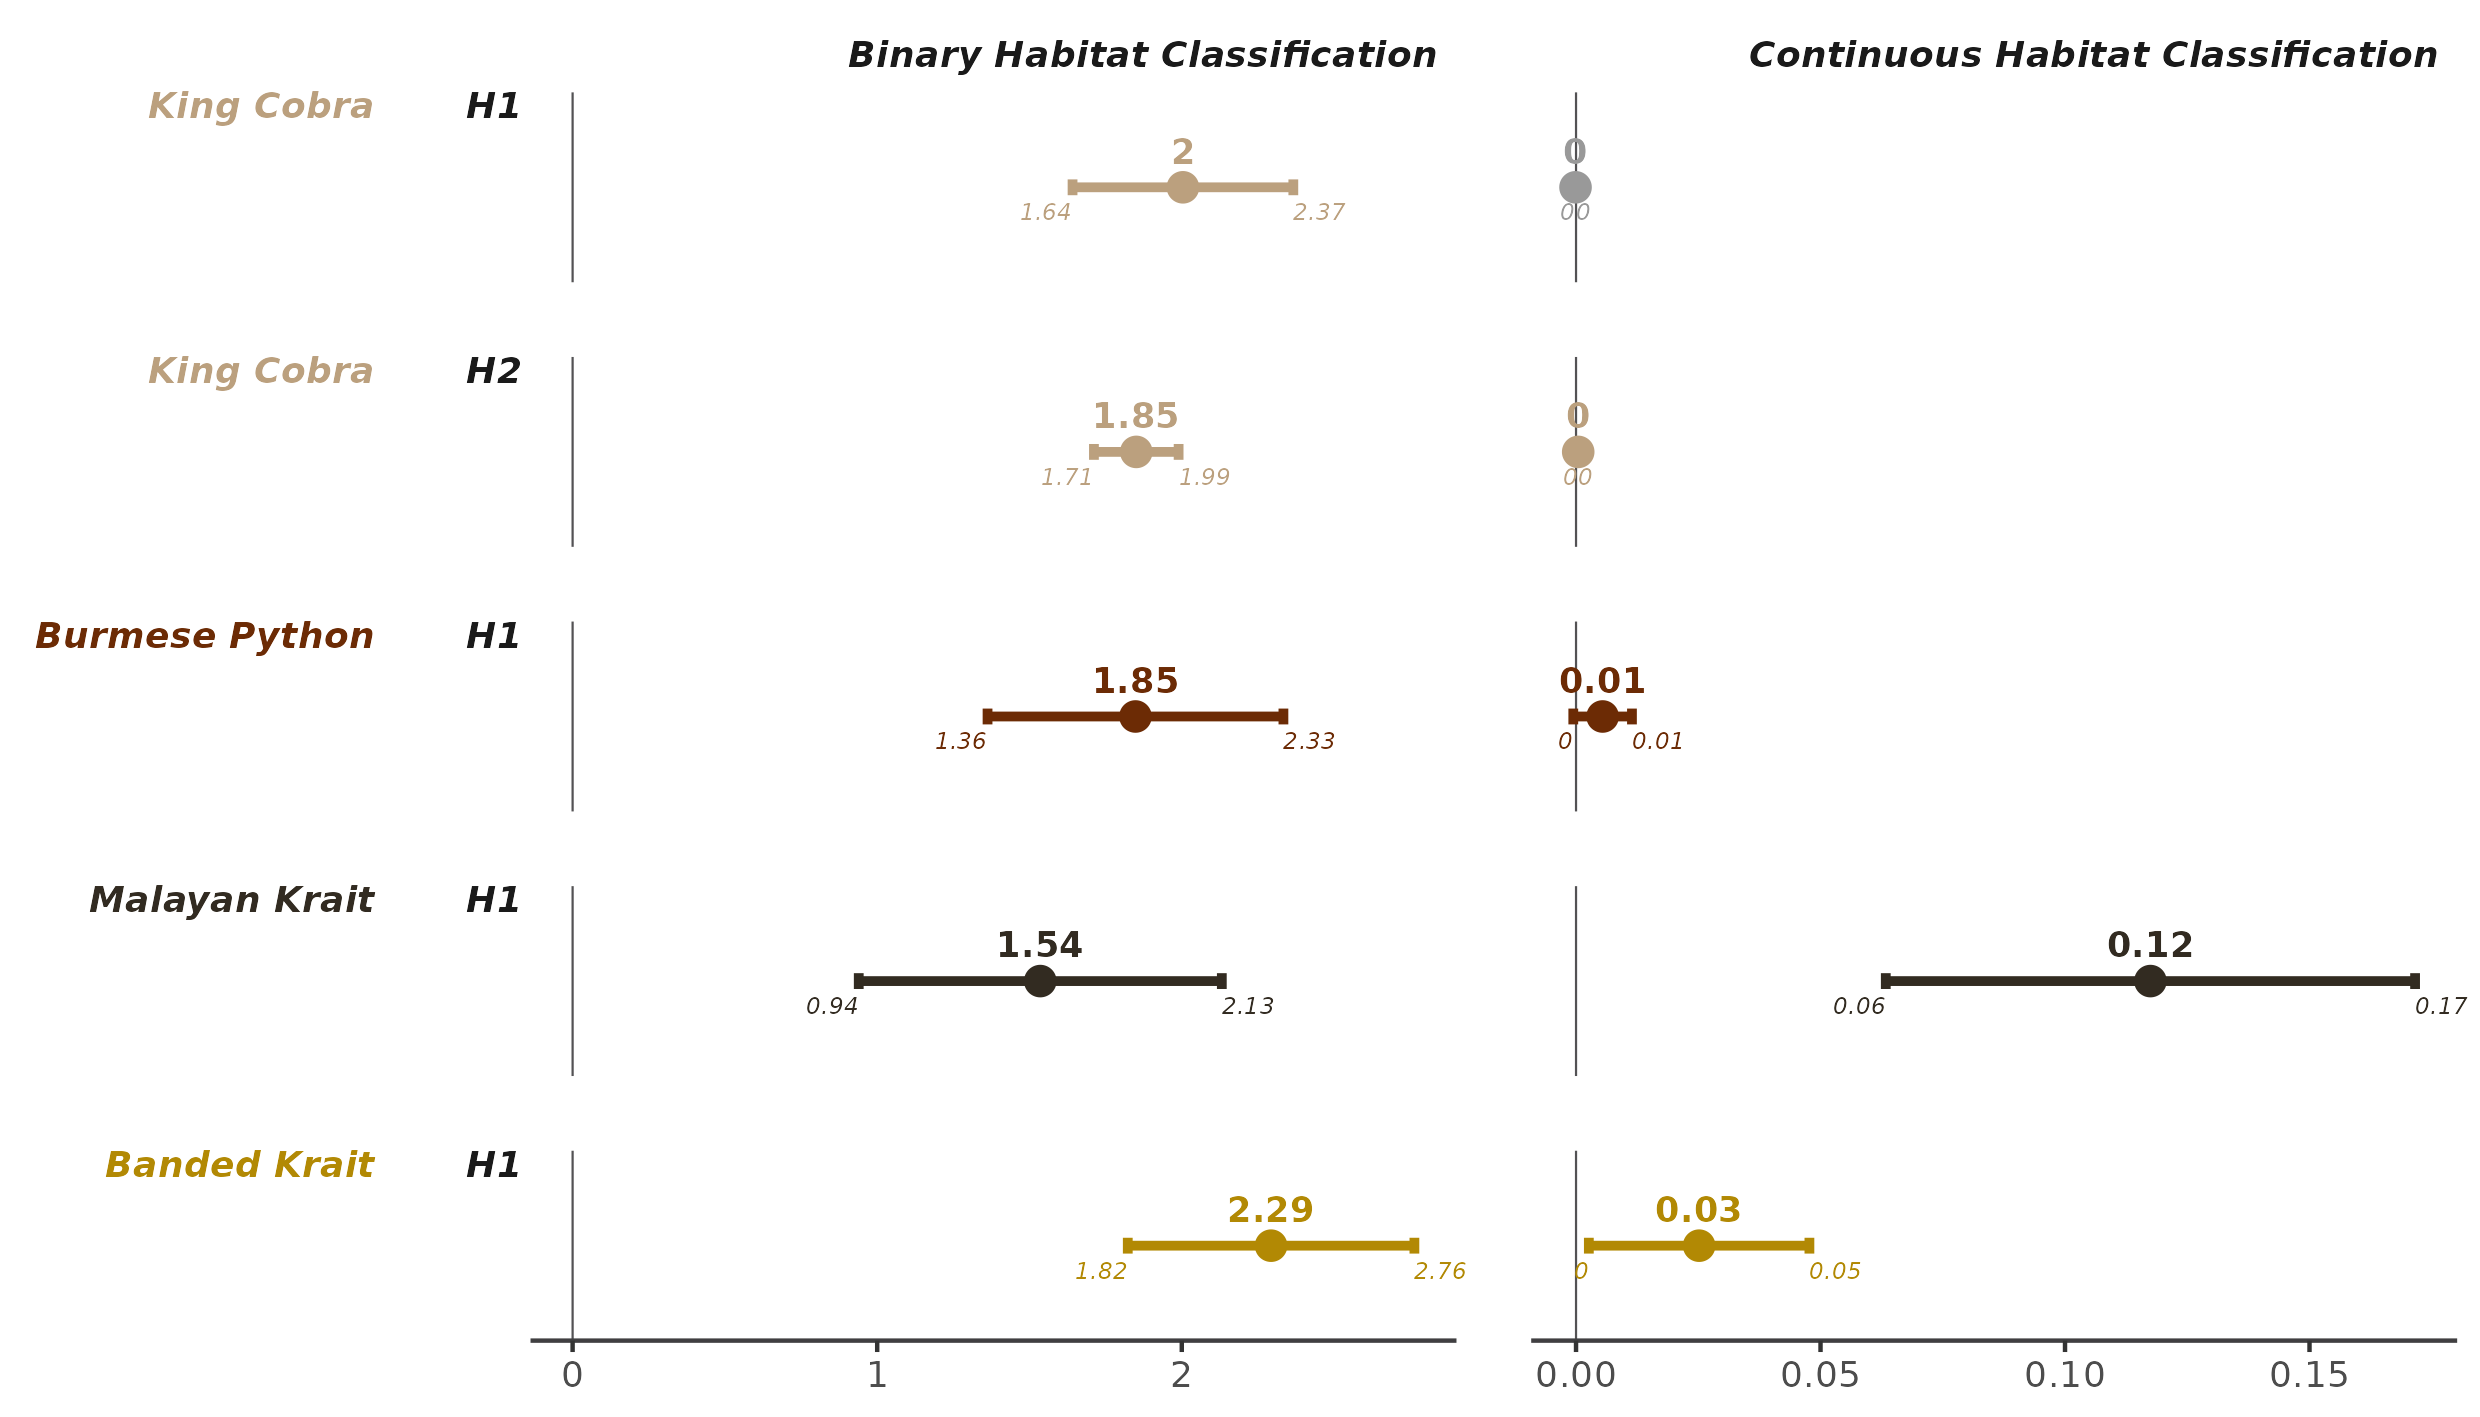 Binary Habitat Classification
Continuous Habitat Classification
King Cobra H1
2
0
1.64 2.37
0 0
King Cobra H2
1.85
0
1.71 1.99
0 0
Burmese Python H1
1.85
0.01
1.36 2.33
0 0.01
Malayan Krait H1
1.54
0.12
0.94 2.13
0.06 0.17
Banded Krait H1
2.29
0.03
1.82 2.76
0 0.05
0 1 2
0.00 0.05 0.10 0.15